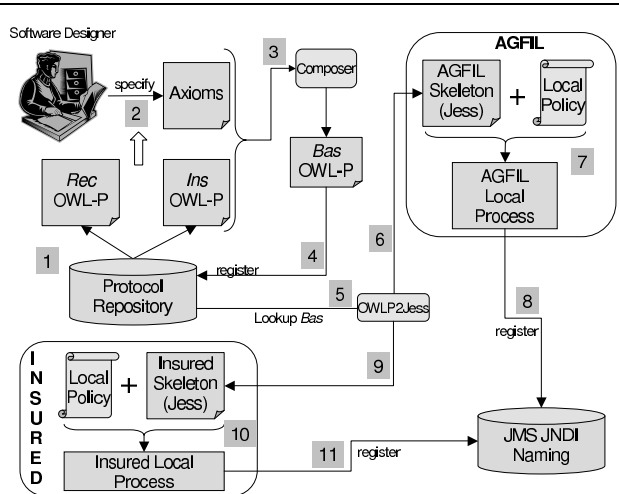 Software Designer
specify
2
Axioms
3
Composer
AGFIL
AGFIL
Skeleton
(Jess)
+
Local
Policy
7
AGFIL
Local
Process
Rec
OWL-P
Ins
OWL-P
Bas
OWL-P
1
Protocol
Repository
register
4
5
Lookup Bas
OWLP2Jess
6
8
register
9
INSURED
Local
Policy
+
Insured
Skeleton
(Jess)
10
Insured Local
Process
11
register
JMS JNDI
Naming